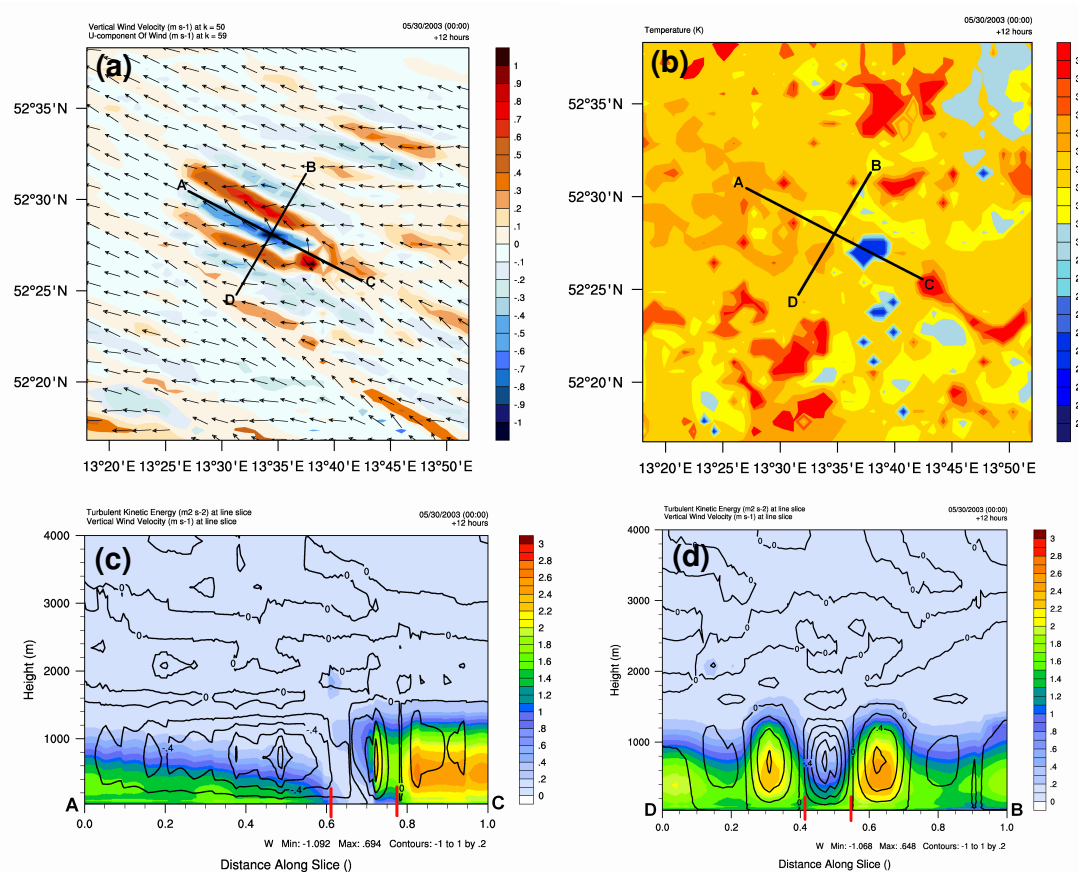 Vertical Wind Velocity (m s-1) at k = 50
U-component Of Wind (m s-1) at k = 59
05/30/2003 (00:00)
+12 hours
(a)
52°35'N
52°30'N
52°25'N
52°20'N
A
B
C
D
13°20'E 13°25'E 13°30'E 13°35'E 13°40'E 13°45'E 13°50'E
1
.9
.8
.7
.6
.5
.4
.3
.2
.1
0
-.1
-.2
-.3
-.4
-.5
-.6
-.7
-.8
-.9
-1
Temperature (K)
05/30/2003 (00:00)
+12 hours
(b)
52°35'N
52°30'N
52°25'N
52°20'N
A
B
C
D
13°20'E 13°25'E 13°30'E 13°35'E 13°40'E 13°45'E 13°50'E
Turbulent Kinetic Energy (m2 s-2) at line slice
Vertical Wind Velocity (m s-1) at line slice
05/30/2003 (00:00)
+12 hours
(c)
Height (m)
4000
3000
2000
1000
A
C
0.0 0.2 0.4 0.6 0.8 1.0
W Min: -1.092 Max: .694 Contours: -1 to 1 by .2
Distance Along Slice ()
3
2.8
2.6
2.4
2.2
2
1.8
1.6
1.4
1.2
1
.9
.8
.7
.6
.5
.4
.3
.2
.1
0
Turbulent Kinetic Energy (m2 s-2) at line slice
Vertical Wind Velocity (m s-1) at line slice
05/30/2003 (00:00)
+12 hours
(d)
Height (m)
4000
3000
2000
1000
D
B
0.0 0.2 0.4 0.6 0.8 1.0
W Min: -1.068 Max: .648 Contours: -1 to 1 by .2
Distance Along Slice ()
3
2.8
2.6
2.4
2.2
2
1.8
1.6
1.4
1.2
1
.9
.8
.7
.6
.5
.4
.3
.2
.1
0